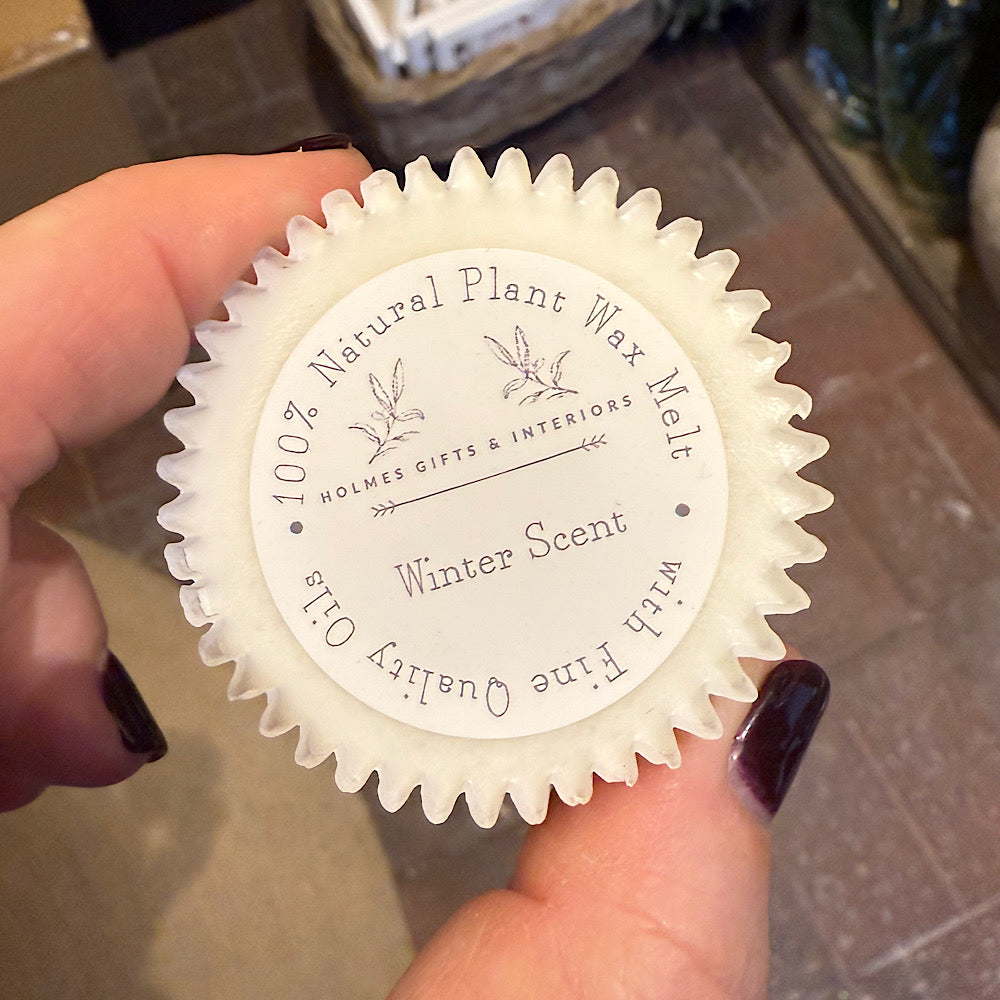 100% Natural Plant Wax Melt
HOLMES GIFTS & INTERIORS
Winter Scent
with Fine Quality Oils